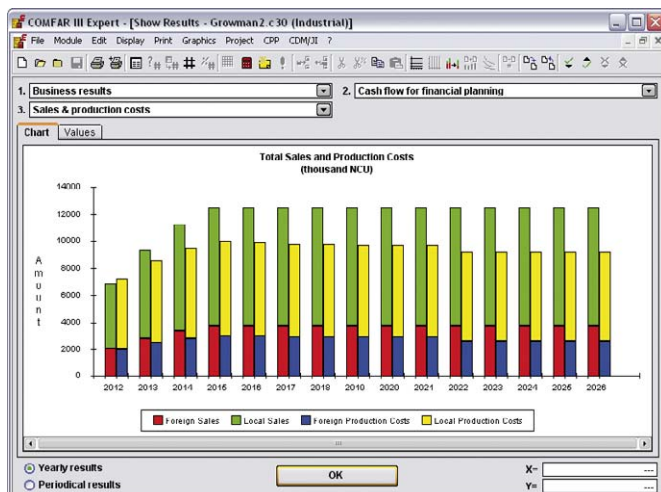 COMFAR III Expert - [Show Results - Growman2.c30 (Industrial)]
File Module Edit Display Print Graphics Project CPP CDM/JI ?
1. Business results
2. Cash flow for financial planning
3. Sales & production costs
Chart Values
Total Sales and Production Costs
(thousand NCU)
14000
12000
10000
8000
6000
4000
2000
0
Amount
2012 2013 2014 2015 2016 2017 2018 2019 2020 2021 2022 2023 2024 2025 2026
Foreign Sales Local Sales Foreign Production Costs Local Production Costs
Yearly results
Periodical results
OK
X= ---
Y= ---